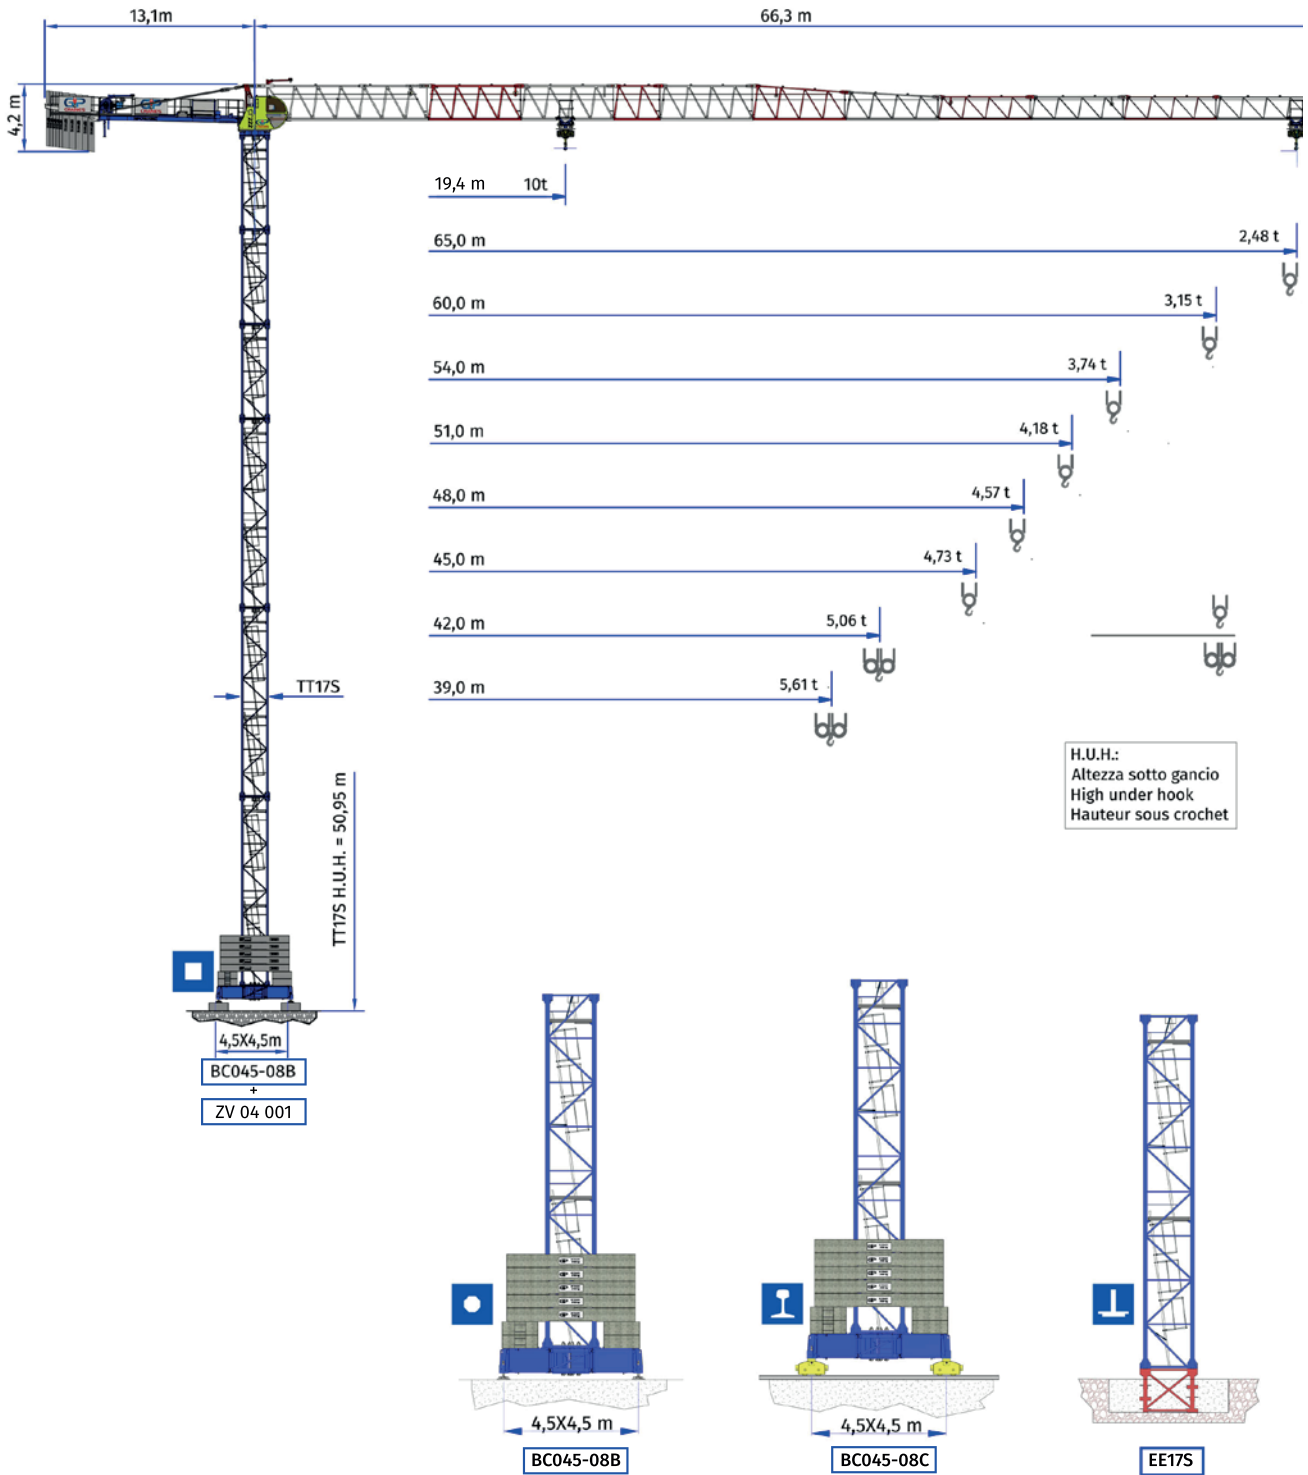 13,1m
66,3 m
4,2 m
19,4 m
10t
65,0 m
2,48 t
60,0 m
3,15 t
54,0 m
3,74 t
51,0 m
4,18 t
48,0 m
4,57 t
45,0 m
4,73 t
42,0 m
5,06 t
TT17S
39,0 m
5,61 t
H.U.H.:
Altezza sotto gancio
High under hook
Hauteur sous crochet
TT17S H.U.H. = 50,95 m
4,5X4,5m
BC045-08B
+
ZV 04 001
4,5X4,5 m
BC045-08B
4,5X4,5 m
BC045-08C
EE17S